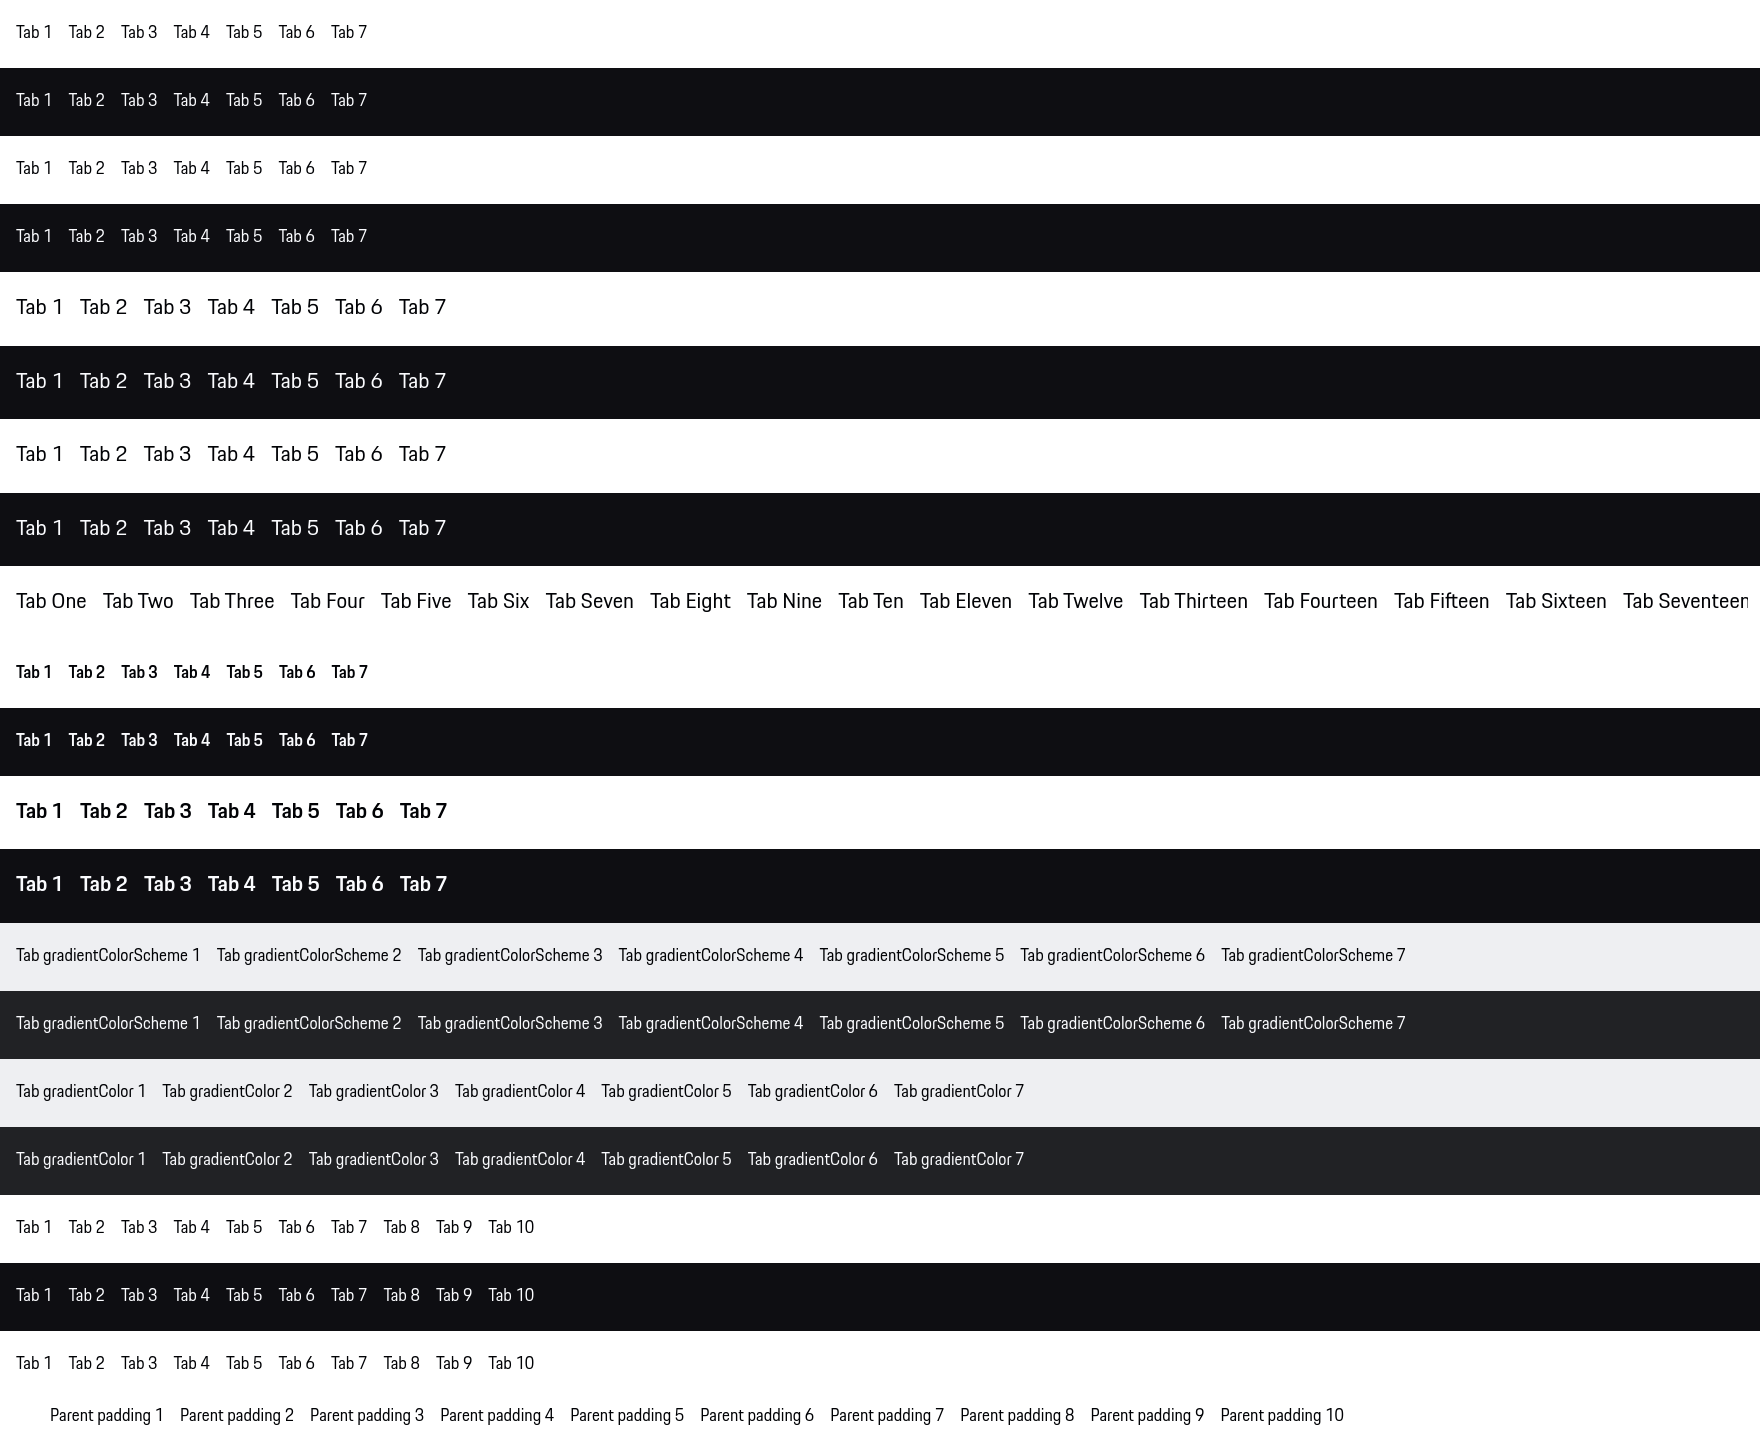 Tab 1 Tab 2 Tab 3 Tab 4 Tab 5 Tab 6 Tab 7
Tab 1 Tab 2 Tab 3 Tab 4 Tab 5 Tab 6 Tab 7
Tab 1 Tab 2 Tab 3 Tab 4 Tab 5 Tab 6 Tab 7
Tab 1 Tab 2 Tab 3 Tab 4 Tab 5 Tab 6 Tab 7
Tab 1 Tab 2 Tab 3 Tab 4 Tab 5 Tab 6 Tab 7
Tab 1 Tab 2 Tab 3 Tab 4 Tab 5 Tab 6 Tab 7
Tab 1 Tab 2 Tab 3 Tab 4 Tab 5 Tab 6 Tab 7
Tab 1 Tab 2 Tab 3 Tab 4 Tab 5 Tab 6 Tab 7
Tab One Tab Two Tab Three Tab Four Tab Five Tab Six Tab Seven Tab Eight Tab Nine Tab Ten Tab Eleven Tab Twelve Tab Thirteen Tab Fourteen Tab Fifteen Tab Sixteen Tab Seventeen
Tab 1 Tab 2 Tab 3 Tab 4 Tab 5 Tab 6 Tab 7
Tab 1 Tab 2 Tab 3 Tab 4 Tab 5 Tab 6 Tab 7
Tab 1 Tab 2 Tab 3 Tab 4 Tab 5 Tab 6 Tab 7
Tab 1 Tab 2 Tab 3 Tab 4 Tab 5 Tab 6 Tab 7
Tab gradientColorScheme 1 Tab gradientColorScheme 2 Tab gradientColorScheme 3 Tab gradientColorScheme 4 Tab gradientColorScheme 5 Tab gradientColorScheme 6 Tab gradientColorScheme 7
Tab gradientColorScheme 1 Tab gradientColorScheme 2 Tab gradientColorScheme 3 Tab gradientColorScheme 4 Tab gradientColorScheme 5 Tab gradientColorScheme 6 Tab gradientColorScheme 7
Tab gradientColor 1 Tab gradientColor 2 Tab gradientColor 3 Tab gradientColor 4 Tab gradientColor 5 Tab gradientColor 6 Tab gradientColor 7
Tab gradientColor 1 Tab gradientColor 2 Tab gradientColor 3 Tab gradientColor 4 Tab gradientColor 5 Tab gradientColor 6 Tab gradientColor 7
Tab 1 Tab 2 Tab 3 Tab 4 Tab 5 Tab 6 Tab 7 Tab 8 Tab 9 Tab 10
Tab 1 Tab 2 Tab 3 Tab 4 Tab 5 Tab 6 Tab 7 Tab 8 Tab 9 Tab 10
Tab 1 Tab 2 Tab 3 Tab 4 Tab 5 Tab 6 Tab 7 Tab 8 Tab 9 Tab 10
Parent padding 1 Parent padding 2 Parent padding 3 Parent padding 4 Parent padding 5 Parent padding 6 Parent padding 7 Parent padding 8 Parent padding 9 Parent padding 10